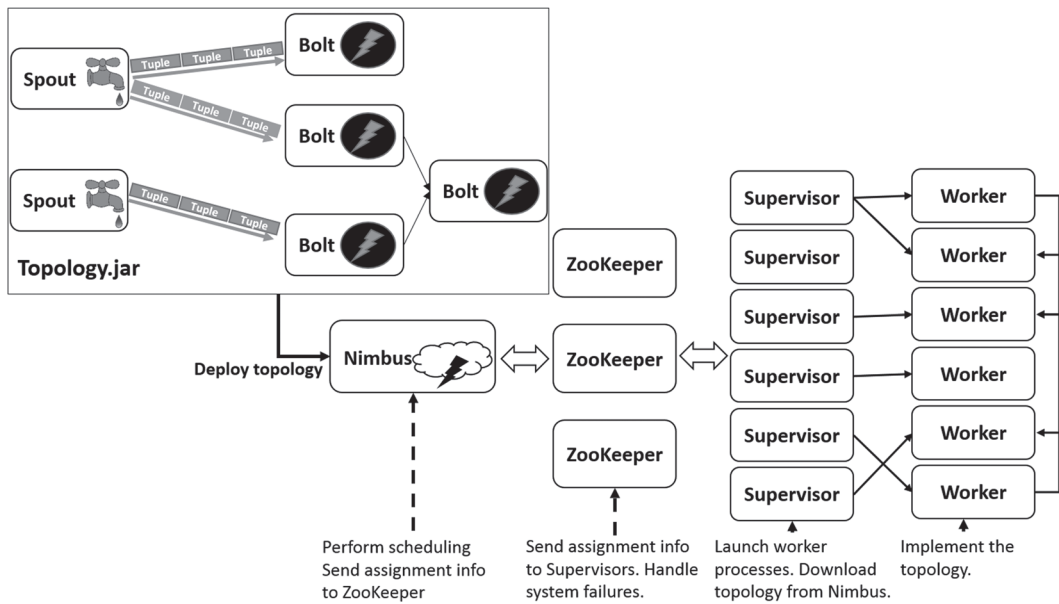 Spout
Tuple Tuple Tuple
Bolt
Tuple Tuple Tuple
Bolt
Spout
Tuple Tuple Tuple
Bolt
Bolt
Topology.jar
Deploy topology
Nimbus
ZooKeeper
ZooKeeper
ZooKeeper
Supervisor
Supervisor
Supervisor
Supervisor
Supervisor
Supervisor
Worker
Worker
Worker
Worker
Worker
Worker
Perform scheduling
Send assignment info
to ZooKeeper
Send assignment info
to Supervisors. Handle
system failures.
Launch worker
processes. Download
topology from Nimbus.
Implement the
topology.